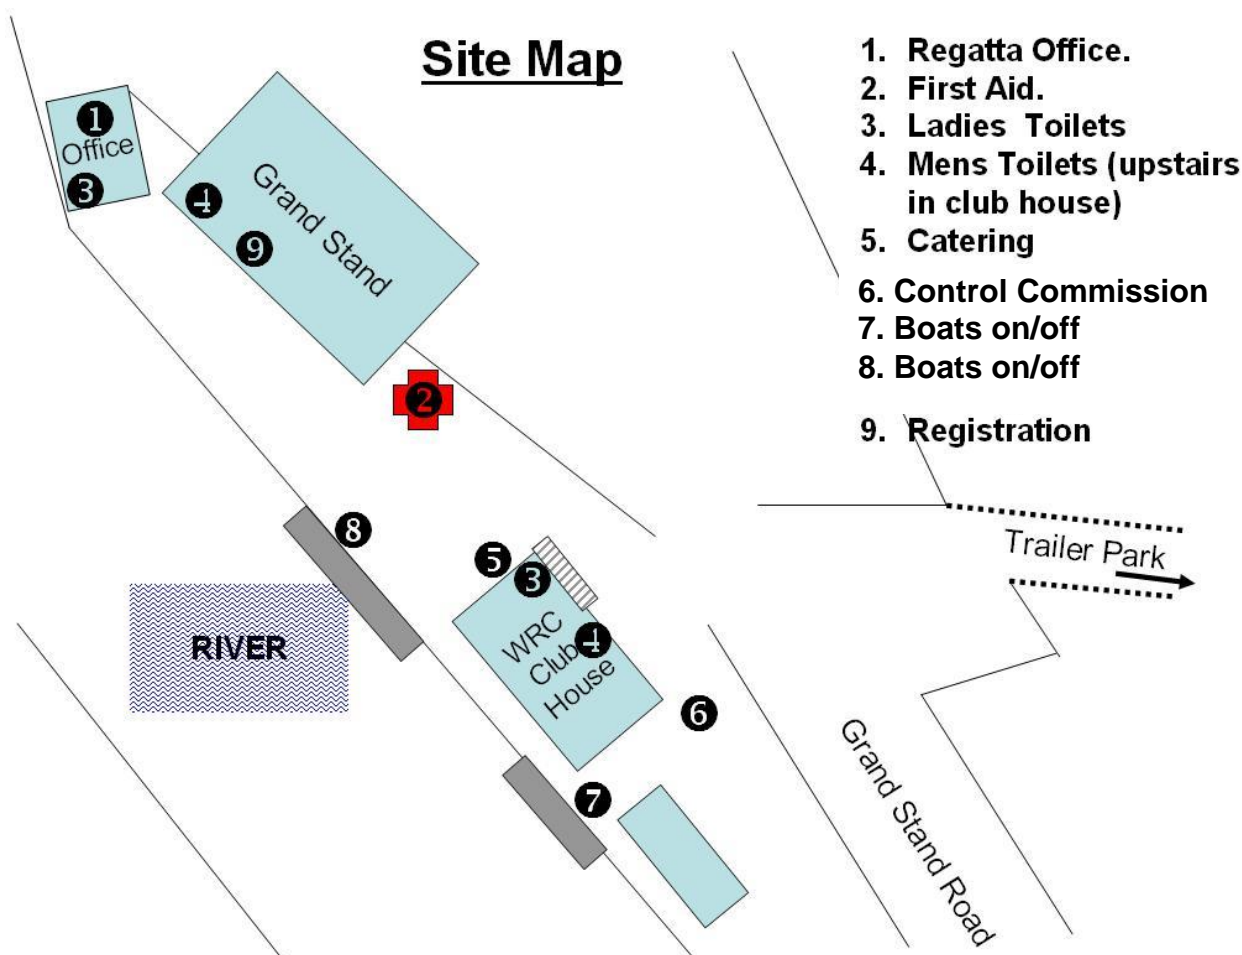 Site Map
1. Regatta Office.
2. First Aid.
3. Ladies Toilets
4. Mens Toilets (upstairs
in club house)
5. Catering
6. Control Commission
7. Boats on/off
8. Boats on/off
9. Registration
1
Office
3
Grand Stand
4
9
2
8
5
3
WRC
Club
House
4
6
7
RIVER
Trailer Park
Grand Stand Road